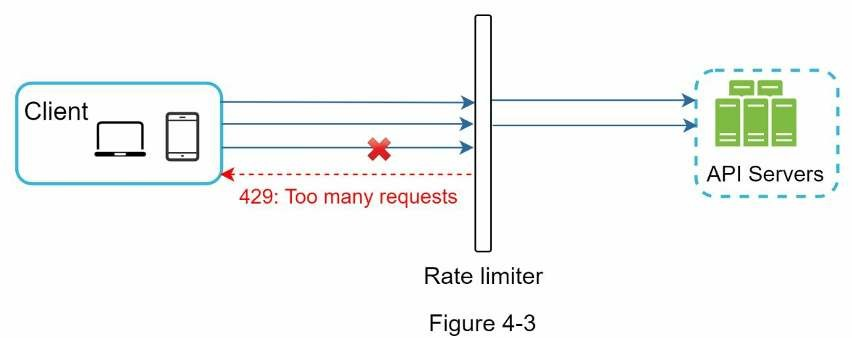 Client
API Servers
429: Too many requests
Rate limiter
Figure 4-3